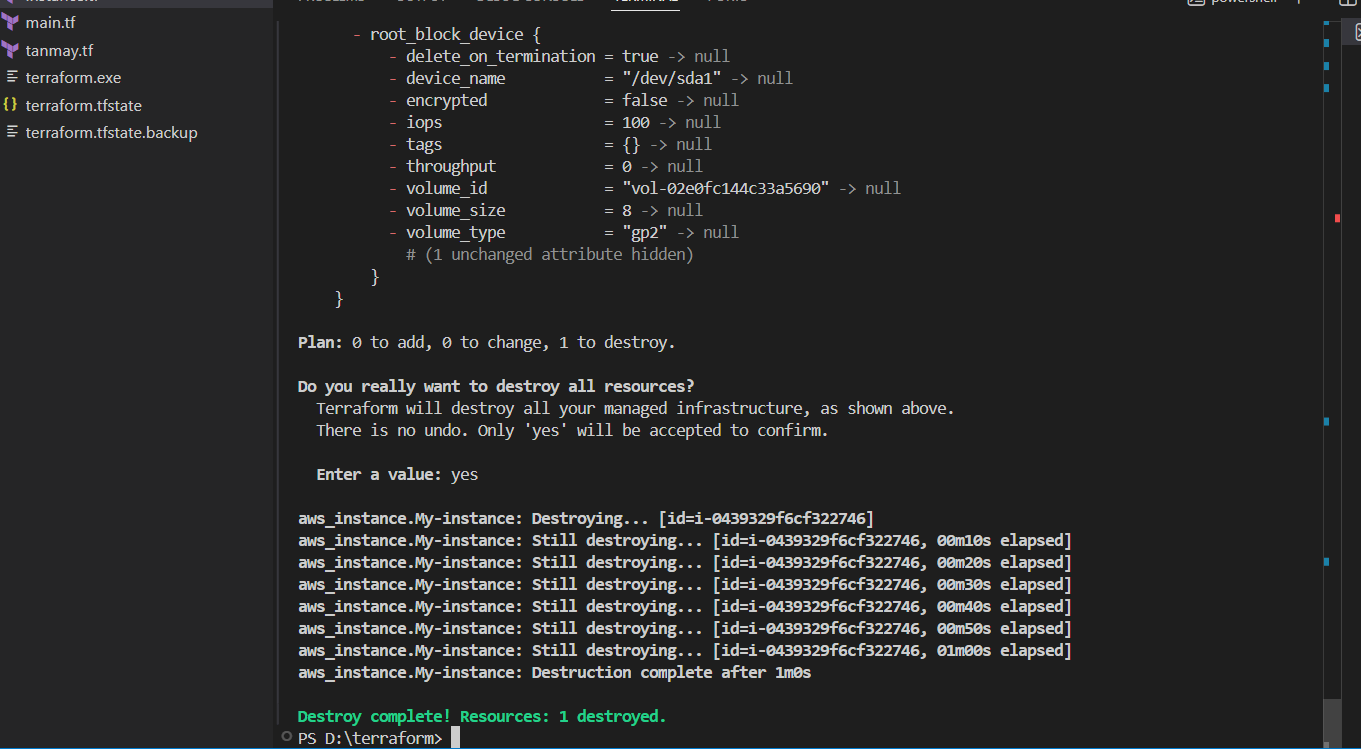 main.tf
tanmay.tf
terraform.exe
terraform.tfstate
terraform.tfstate.backup
TERMINAL
powershell
- root_block_device {
- delete_on_termination = true -> null
- device_name = "/dev/sda1" -> null
- encrypted = false -> null
- iops = 100 -> null
- tags = {} -> null
- throughput = 0 -> null
- volume_id = "vol-02e0fc144c33a5690" -> null
- volume_size = 8 -> null
- volume_type = "gp2" -> null
# (1 unchanged attribute hidden)
}
}
Plan: 0 to add, 0 to change, 1 to destroy.
Do you really want to destroy all resources?
Terraform will destroy all your managed infrastructure, as shown above.
There is no undo. Only 'yes' will be accepted to confirm.
Enter a value: yes
aws_instance.My-instance: Destroying... [id=i-0439329f6cf322746]
aws_instance.My-instance: Still destroying... [id=i-0439329f6cf322746, 00m10s elapsed]
aws_instance.My-instance: Still destroying... [id=i-0439329f6cf322746, 00m20s elapsed]
aws_instance.My-instance: Still destroying... [id=i-0439329f6cf322746, 00m30s elapsed]
aws_instance.My-instance: Still destroying... [id=i-0439329f6cf322746, 00m40s elapsed]
aws_instance.My-instance: Still destroying... [id=i-0439329f6cf322746, 00m50s elapsed]
aws_instance.My-instance: Still destroying... [id=i-0439329f6cf322746, 01m00s elapsed]
aws_instance.My-instance: Destruction complete after 1m0s
Destroy complete! Resources: 1 destroyed.
PS D:\terraform>